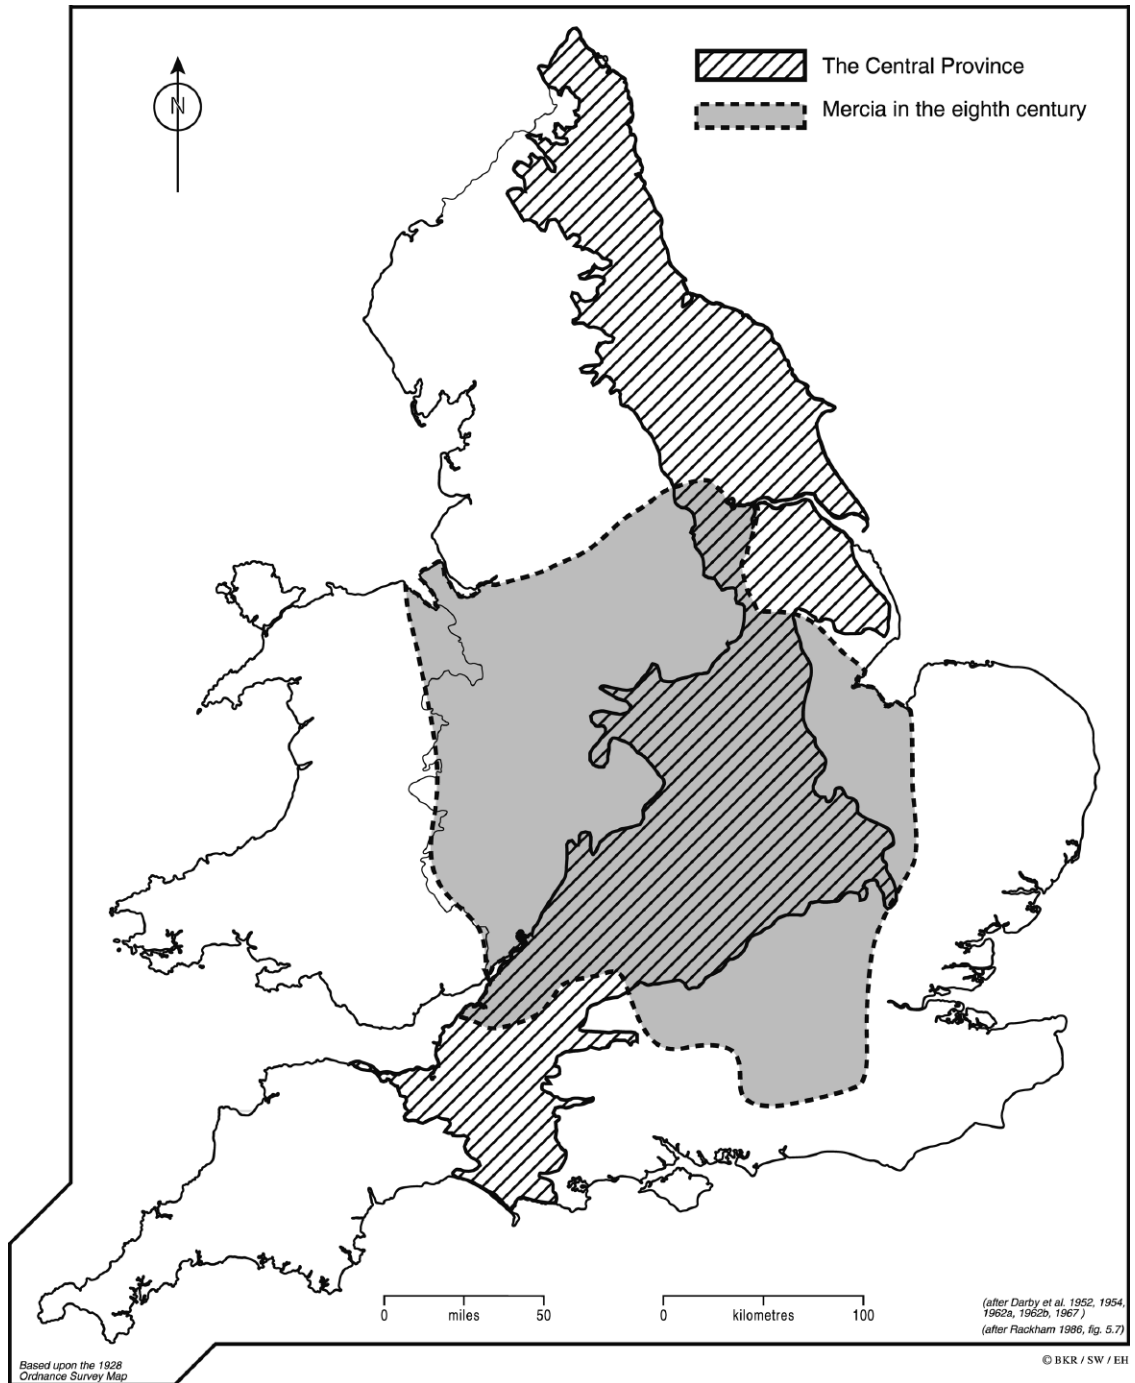 The Central Province
N
Mercia in the eighth century
0 miles 50
0 kilometres 100
(after Darby et al. 1952, 1954,
1962a, 1962b, 1967 )
(after Rackham 1986, fig. 5.7)
Based upon the 1928
Ordnance Survey Map
© BKR / SW / EH